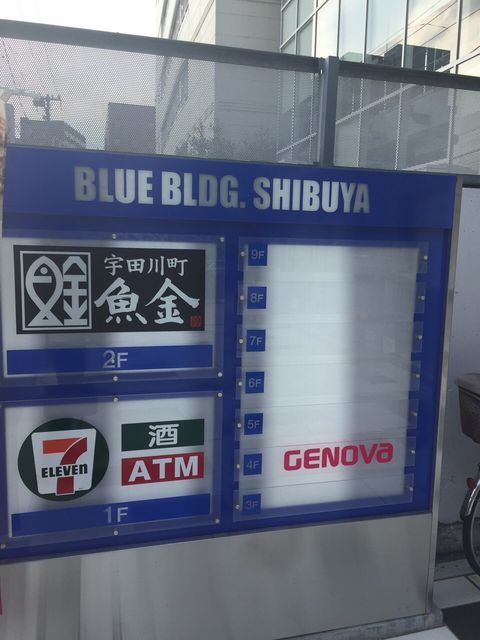 BLUE BLDG. SHIBUYA
宇田川町
魚金
2F
7
ELEVEN
酒
ATM
1F
9F
8F
7F
6F
5F
4F
GENOVA
3F